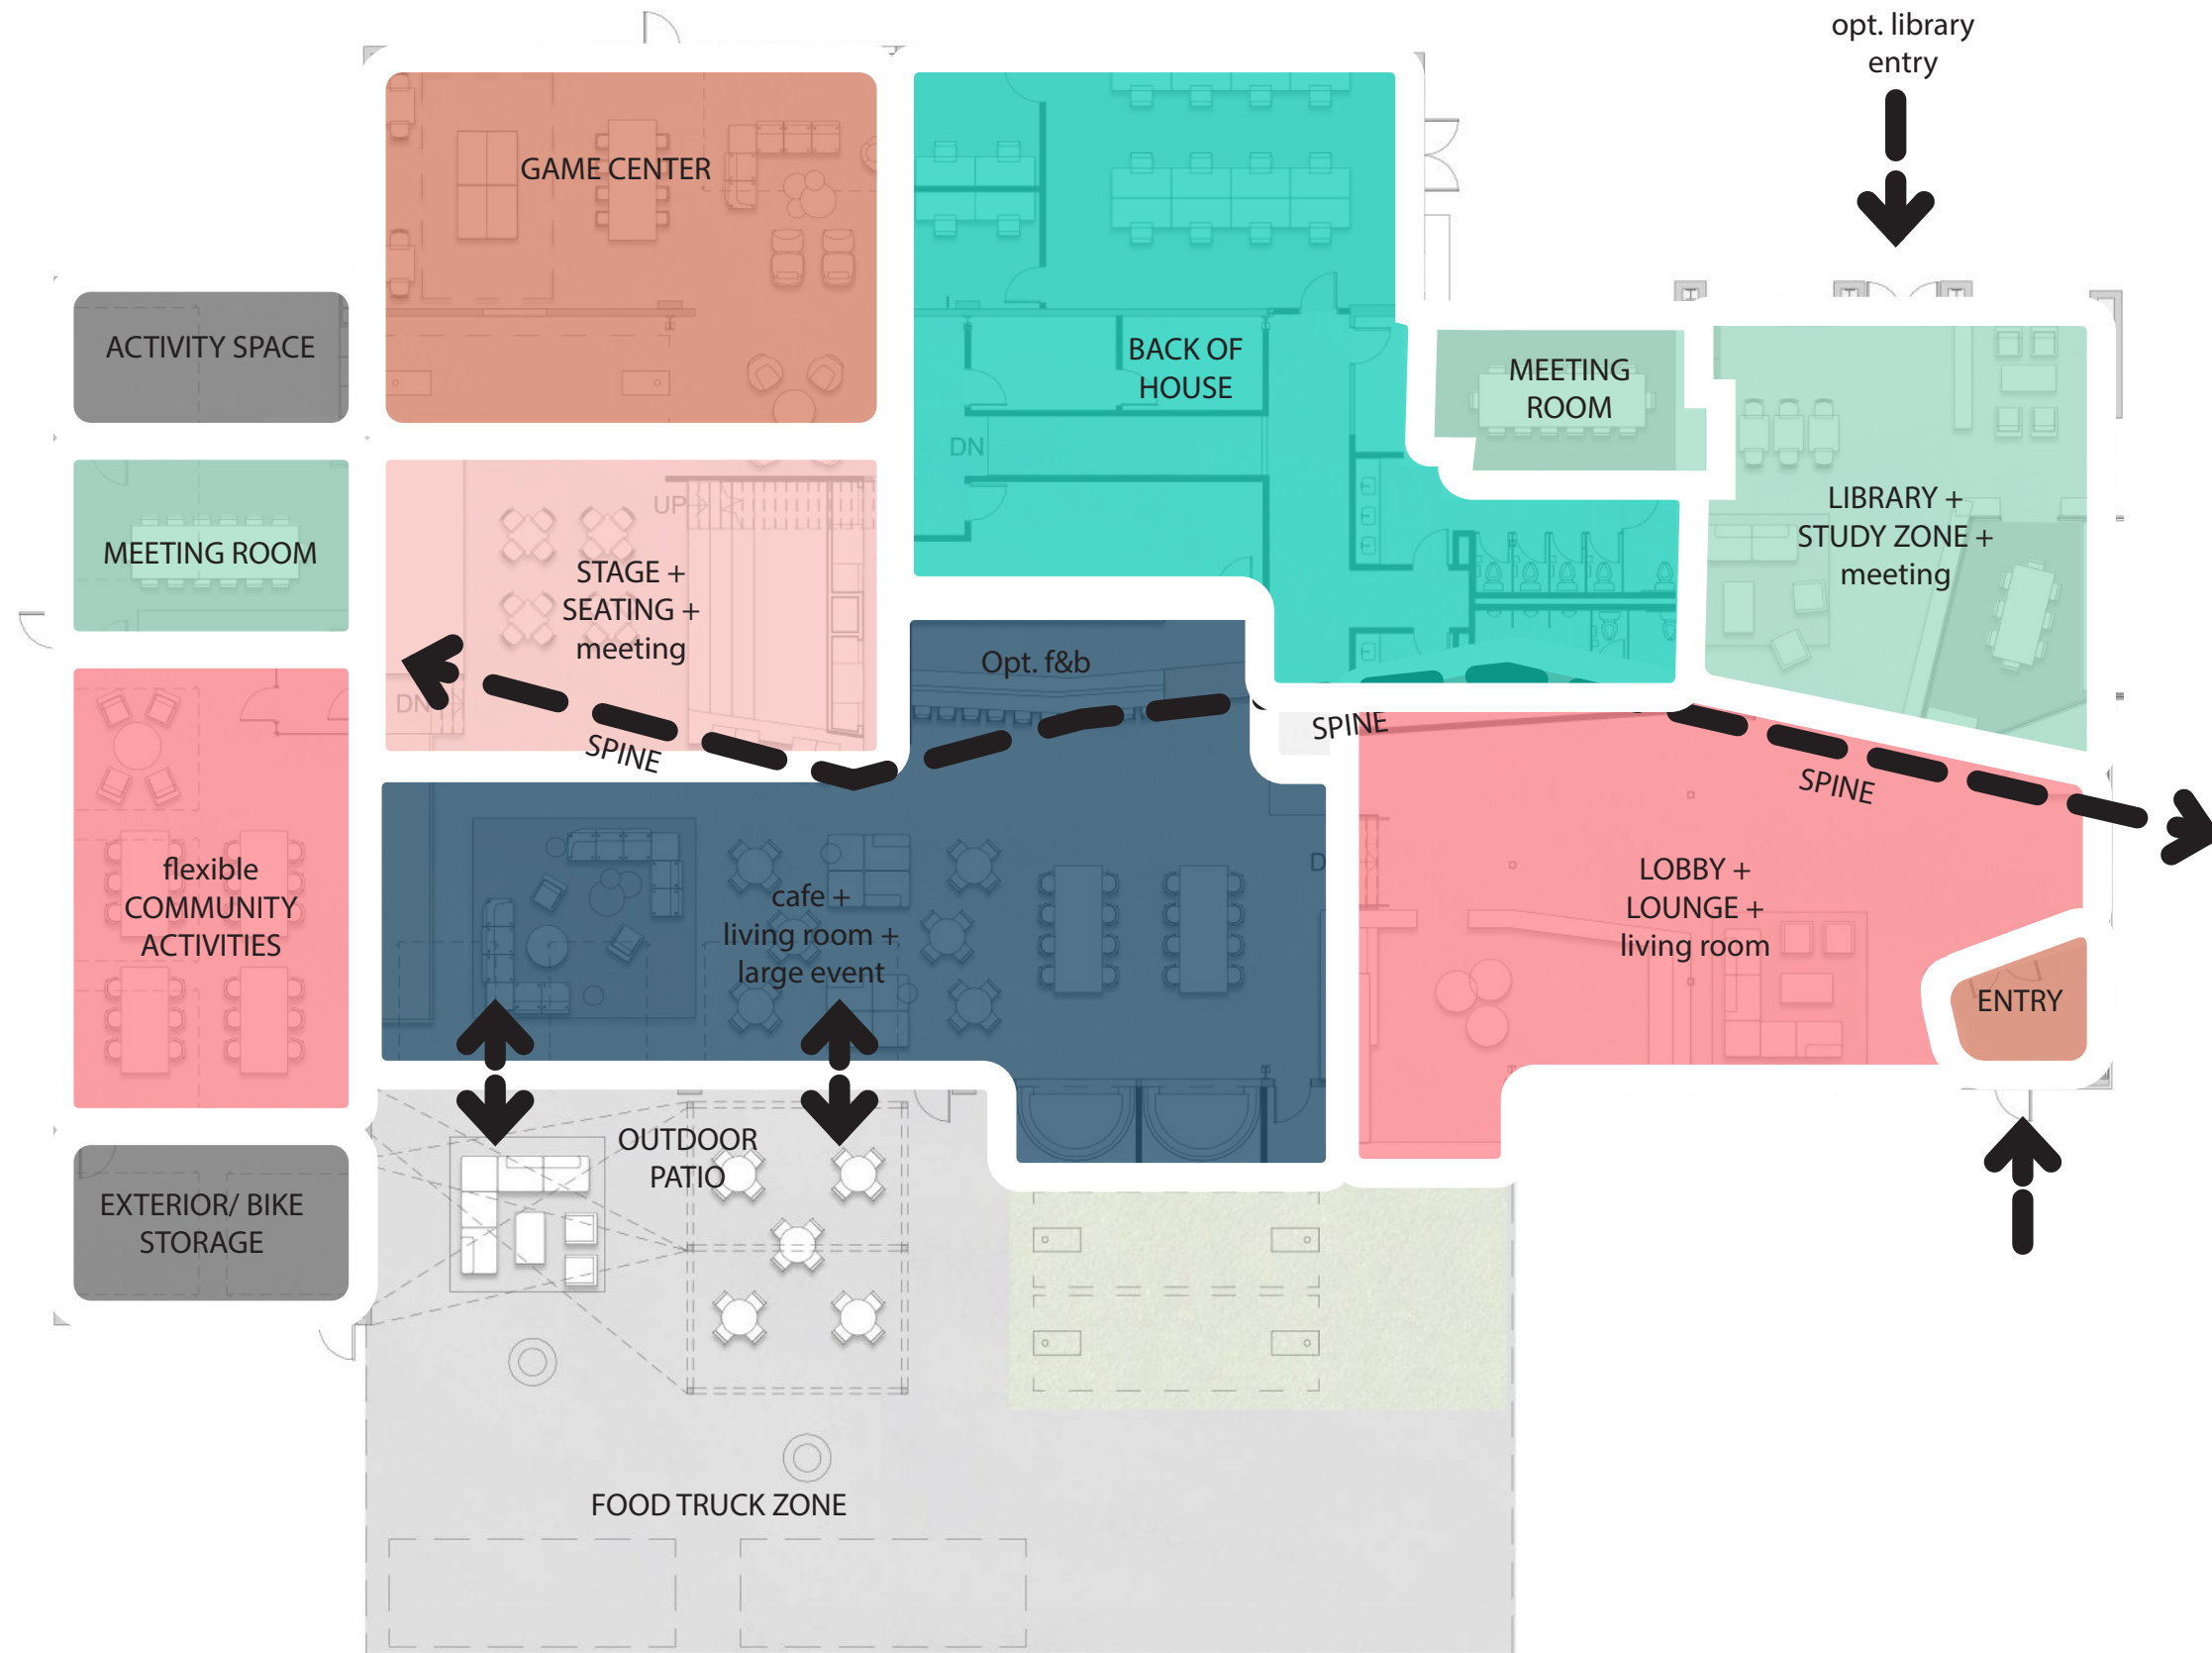 opt. library
entry
GAME CENTER
ACTIVITY SPACE
BACK OF
HOUSE
MEETING
ROOM
DN
UP
LIBRARY +
STUDY ZONE +
meeting
MEETING ROOM
STAGE +
SEATING +
meeting
Opt. f&b
DN
SPINE
SPINE
SPINE
flexible
COMMUNITY
ACTIVITIES
cafe +
living room +
large event
D
LOBBY +
LOUNGE +
living room
ENTRY
OUTDOOR
PATIO
EXTERIOR/ BIKE
STORAGE
FOOD TRUCK ZONE